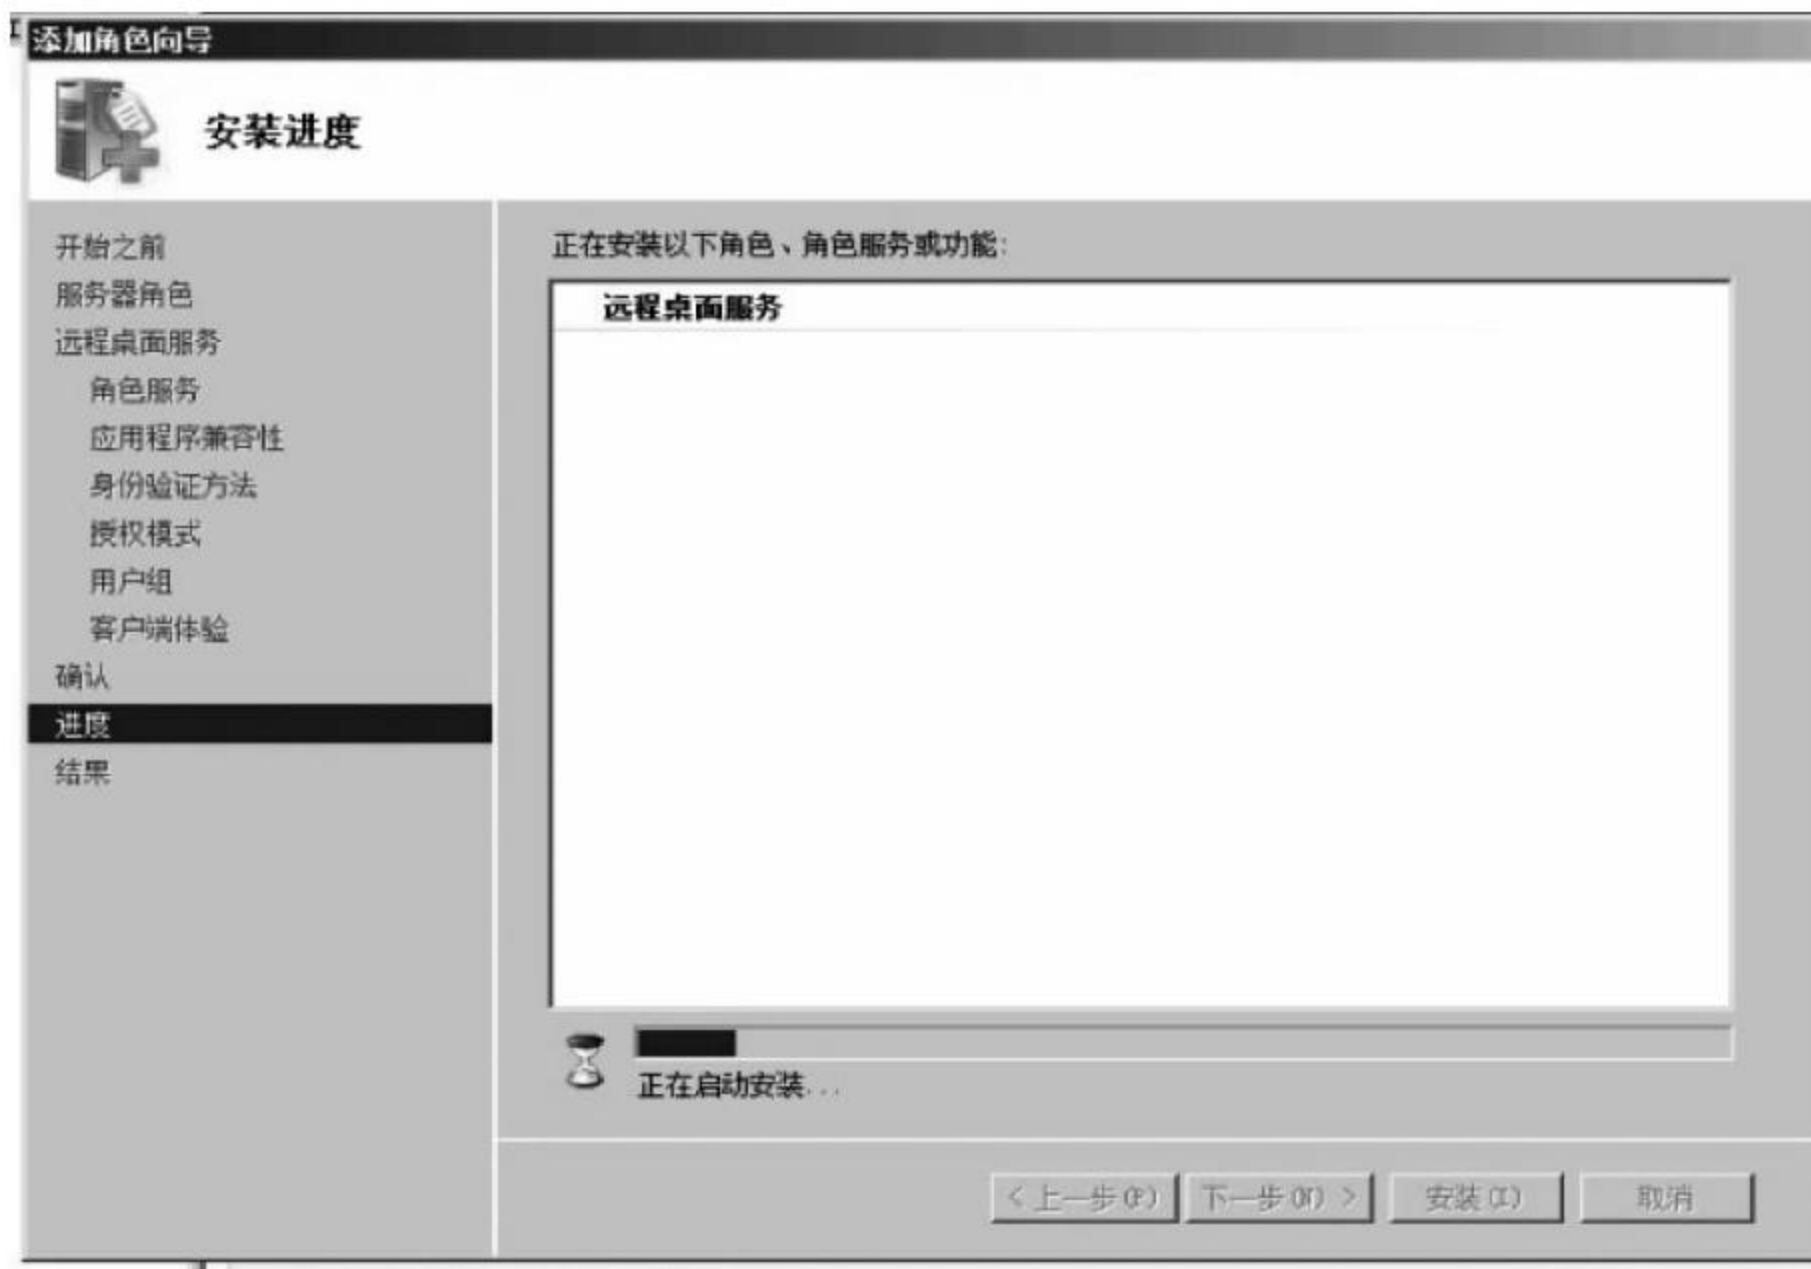 添加角色向导
安装进度
开始之前
服务器角色
远程桌面服务
角色服务
应用程序兼容性
身份验证方法
授权模式
用户组
客户端体验
确认
进度
结果
正在安装以下角色、角色服务或功能:
远程桌面服务
正在启动安装...
< 上一步(P)
下一步(N) >
安装(I)
取消